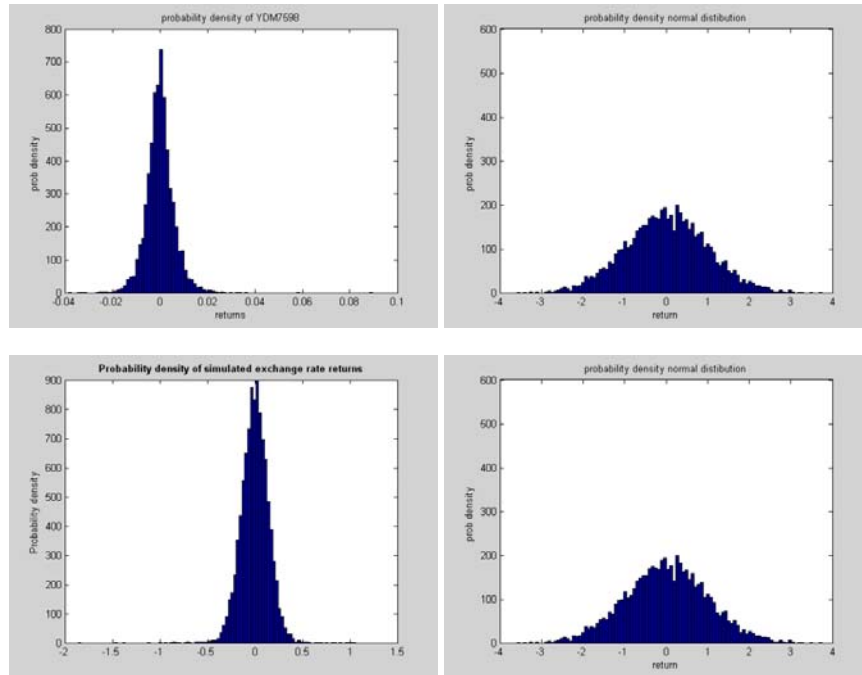 probability density of YDM7598
800
700
600
500
400
300
200
100
0
prob density
-0.04 -0.02 0 0.02 0.04 0.06 0.08 0.1
returns
probability density normal distibution
600
500
400
300
200
100
0
prob density
-4 -3 -2 -1 0 1 2 3 4
return
Probability density of simulated exchange rate returns
900
800
700
600
500
400
300
200
100
0
Probability density
-2 -1.5 -1 -0.5 0 0.5 1 1.5
probability density normal distibution
600
500
400
300
200
100
0
prob density
-4 -3 -2 -1 0 1 2 3 4
return